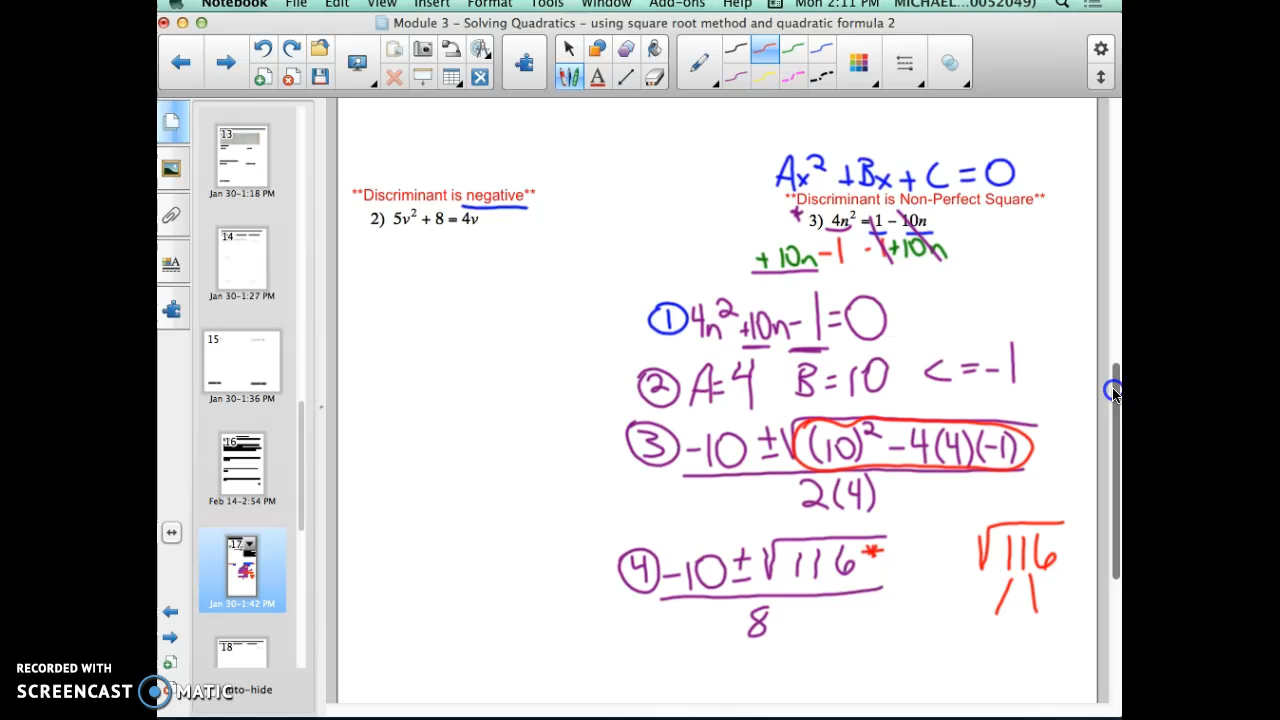 Notebook File Edit View Insert Format Tools Window Add-ons Help Mon 2:11 PM MICHAEL...0052049)
Module 3 - Solving Quadratics - using square root method and quadratic formula 2
13
Jan 30-1:18 PM
14
Jan 30-1:27 PM
15
Jan 30-1:36 PM
16
Feb 14-2:54 PM
17
Jan 30-1:42 PM
18
**Discriminant is negative**
2) 5v² + 8 = 4v
Ax² + Bx + C = 0
**Discriminant is Non-Perfect Square**
* 3) 4n² = 1 − 10n
+ 10n − 1 - 1 + 10n
① 4n² + 10n − 1 = 0
② A = 4 B = 10 C = −1
③ −10 ± √(10)² − 4(4)(−1)
2(4)
④ −10 ± √116 *
8
√116
RECORDED WITH
SCREENCAST MATIC